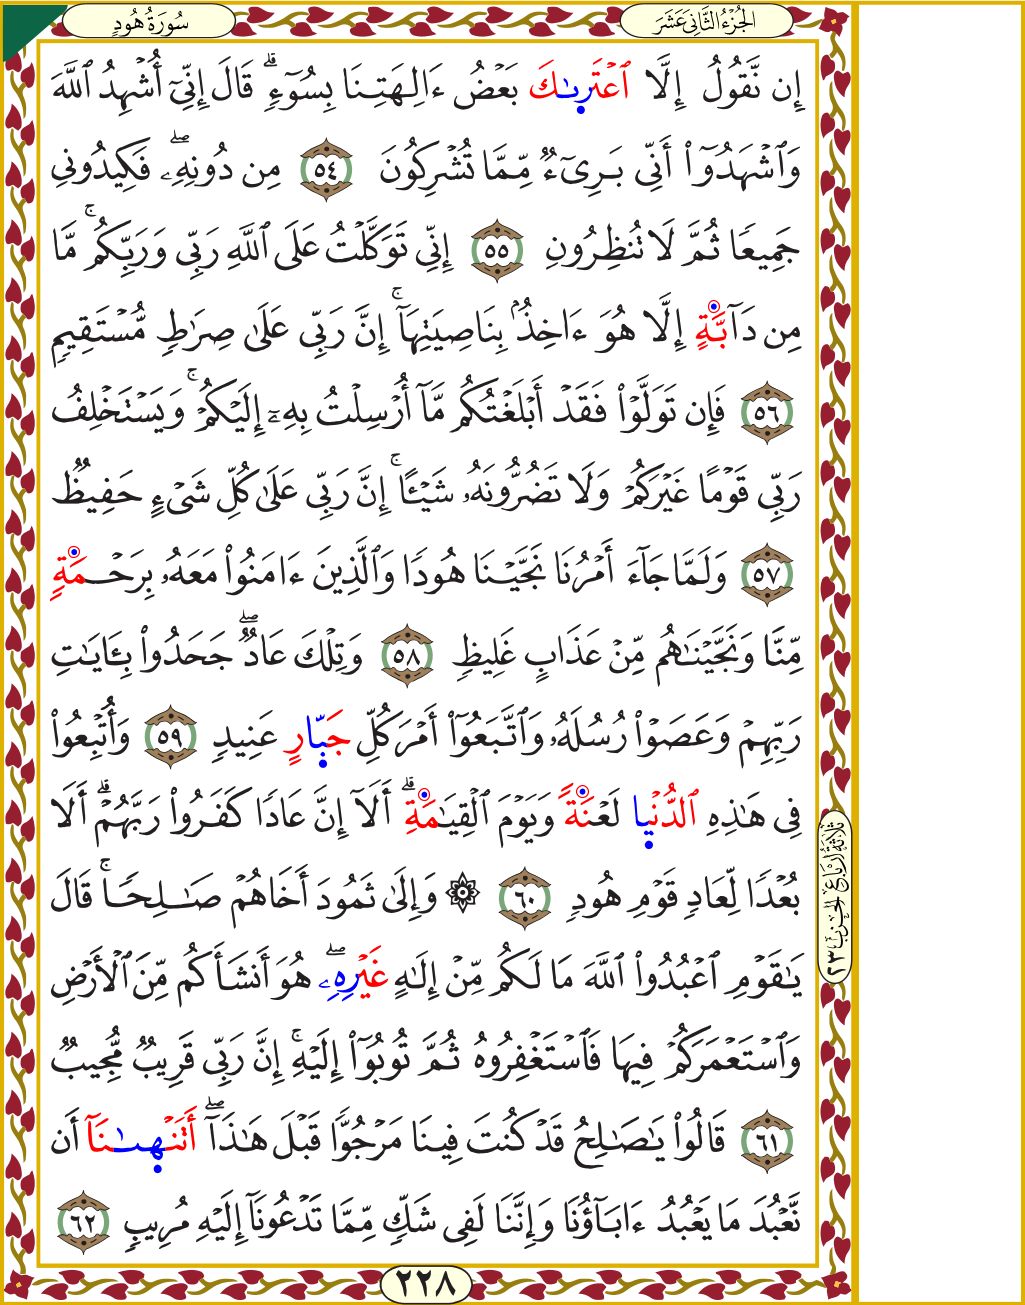 الجُزْءُ الثَّانِي عَشَرَ
سُورَةُ هُودٍ
إِن نَّقُولُ إِلَّا ٱعۡتَرَىٰكَ بَعۡضُ ءَالِهَتِنَا بِسُوٓءٖۗ قَالَ إِنِّيٓ أُشۡهِدُ ٱللَّهَ
وَٱشۡهَدُوٓاْ أَنِّي بَرِيٓءٞ مِّمَّا تُشۡرِكُونَ ٥٤ مِن دُونِهِۦۖ فَكِيدُونِي
جَمِيعٗا ثُمَّ لَا تُنظِرُونِ ٥٥ إِنِّي تَوَكَّلۡتُ عَلَى ٱللَّهِ رَبِّي وَرَبِّكُمۚ مَّا
مِن دَآبَّةٍ إِلَّا هُوَ ءَاخِذُۢ بِنَاصِيَتِهَآۚ إِنَّ رَبِّي عَلَىٰ صِرَٰطٖ مُّسۡتَقِيمٖ
٥٦ فَإِن تَوَلَّوۡاْ فَقَدۡ أَبۡلَغۡتُكُم مَّآ أُرۡسِلۡتُ بِهِۦٓ إِلَيۡكُمۡۚ وَيَسۡتَخۡلِفُ
رَبِّي قَوۡمًا غَيۡرَكُمۡ وَلَا تَضُرُّونَهُۥ شَيۡـًٔاۚ إِنَّ رَبِّي عَلَىٰ كُلِّ شَيۡءٍ حَفِيظٞ
٥٧ وَلَمَّا جَآءَ أَمۡرُنَا نَجَّيۡنَا هُودٗا وَٱلَّذِينَ ءَامَنُواْ مَعَهُۥ بِرَحۡمَةٖ
مِّنَّا وَنَجَّيۡنَٰهُم مِّنۡ عَذَابٍ غَلِيظٖ ٥٨ وَتِلۡكَ عَادٞۖ جَحَدُواْ بِـَٔايَٰتِ
رَبِّهِمۡ وَعَصَوۡاْ رُسُلَهُۥ وَٱتَّبَعُوٓاْ أَمۡرَ كُلِّ جَبَّارٍ عَنِيدٖ ٥٩ وَأُتۡبِعُواْ
فِي هَٰذِهِ ٱلدُّنۡيَا لَعۡنَةٗ وَيَوۡمَ ٱلۡقِيَٰمَةِۗ أَلَآ إِنَّ عَادٗا كَفَرُواْ رَبَّهُمۡۗ أَلَا
بُعۡدٗا لِّعَادٖ قَوۡمِ هُودٖ ٦٠ ۞ وَإِلَىٰ ثَمُودَ أَخَاهُمۡ صَٰلِحٗاۚ قَالَ
يَٰقَوۡمِ ٱعۡبُدُواْ ٱللَّهَ مَا لَكُم مِّنۡ إِلَٰهٍ غَيۡرِهِۦۖ هُوَ أَنشَأَكُم مِّنَ ٱلۡأَرۡضِ
وَٱسۡتَعۡمَرَكُمۡ فِيهَا فَٱسۡتَغۡفِرُوهُ ثُمَّ تُوبُوٓاْ إِلَيۡهِۚ إِنَّ رَبِّي قَرِيبٞ مُّجِيبٞ
٦١ قَالُواْ يَٰصَٰلِحُ قَدۡ كُنتَ فِينَا مَرۡجُوّٗا قَبۡلَ هَٰذَآۖ أَتَنۡهَىٰنَآ أَن
نَّعۡبُدَ مَا يَعۡبُدُ ءَابَآؤُنَا وَإِنَّنَا لَفِي شَكّٖ مِّمَّا تَدۡعُونَآ إِلَيۡهِ مُرِيبٖ ٦٢
ثَلَاثَةُ أَرْبَاعِ الحِزْبِ ٢٣
٢٢٨